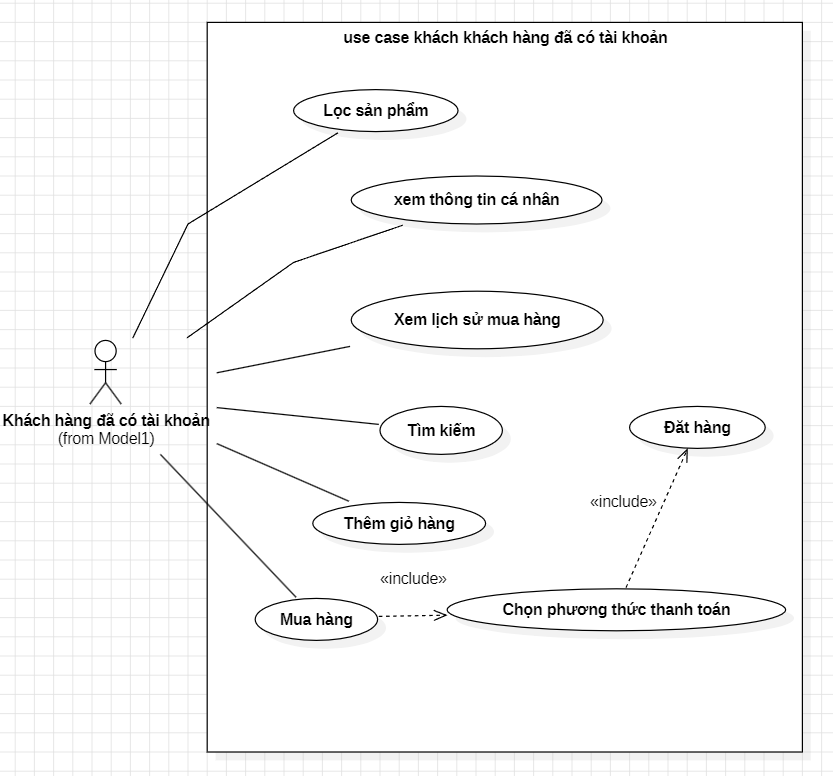 use case khách khách hàng đã có tài khoản
Lọc sản phẩm
xem thông tin cá nhân
Xem lịch sử mua hàng
Khách hàng đã có tài khoản
(from Model1)
Tìm kiếm
Đăt hàng
«include»
Thêm giỏ hàng
«include»
Mua hàng
Chọn phương thức thanh toán